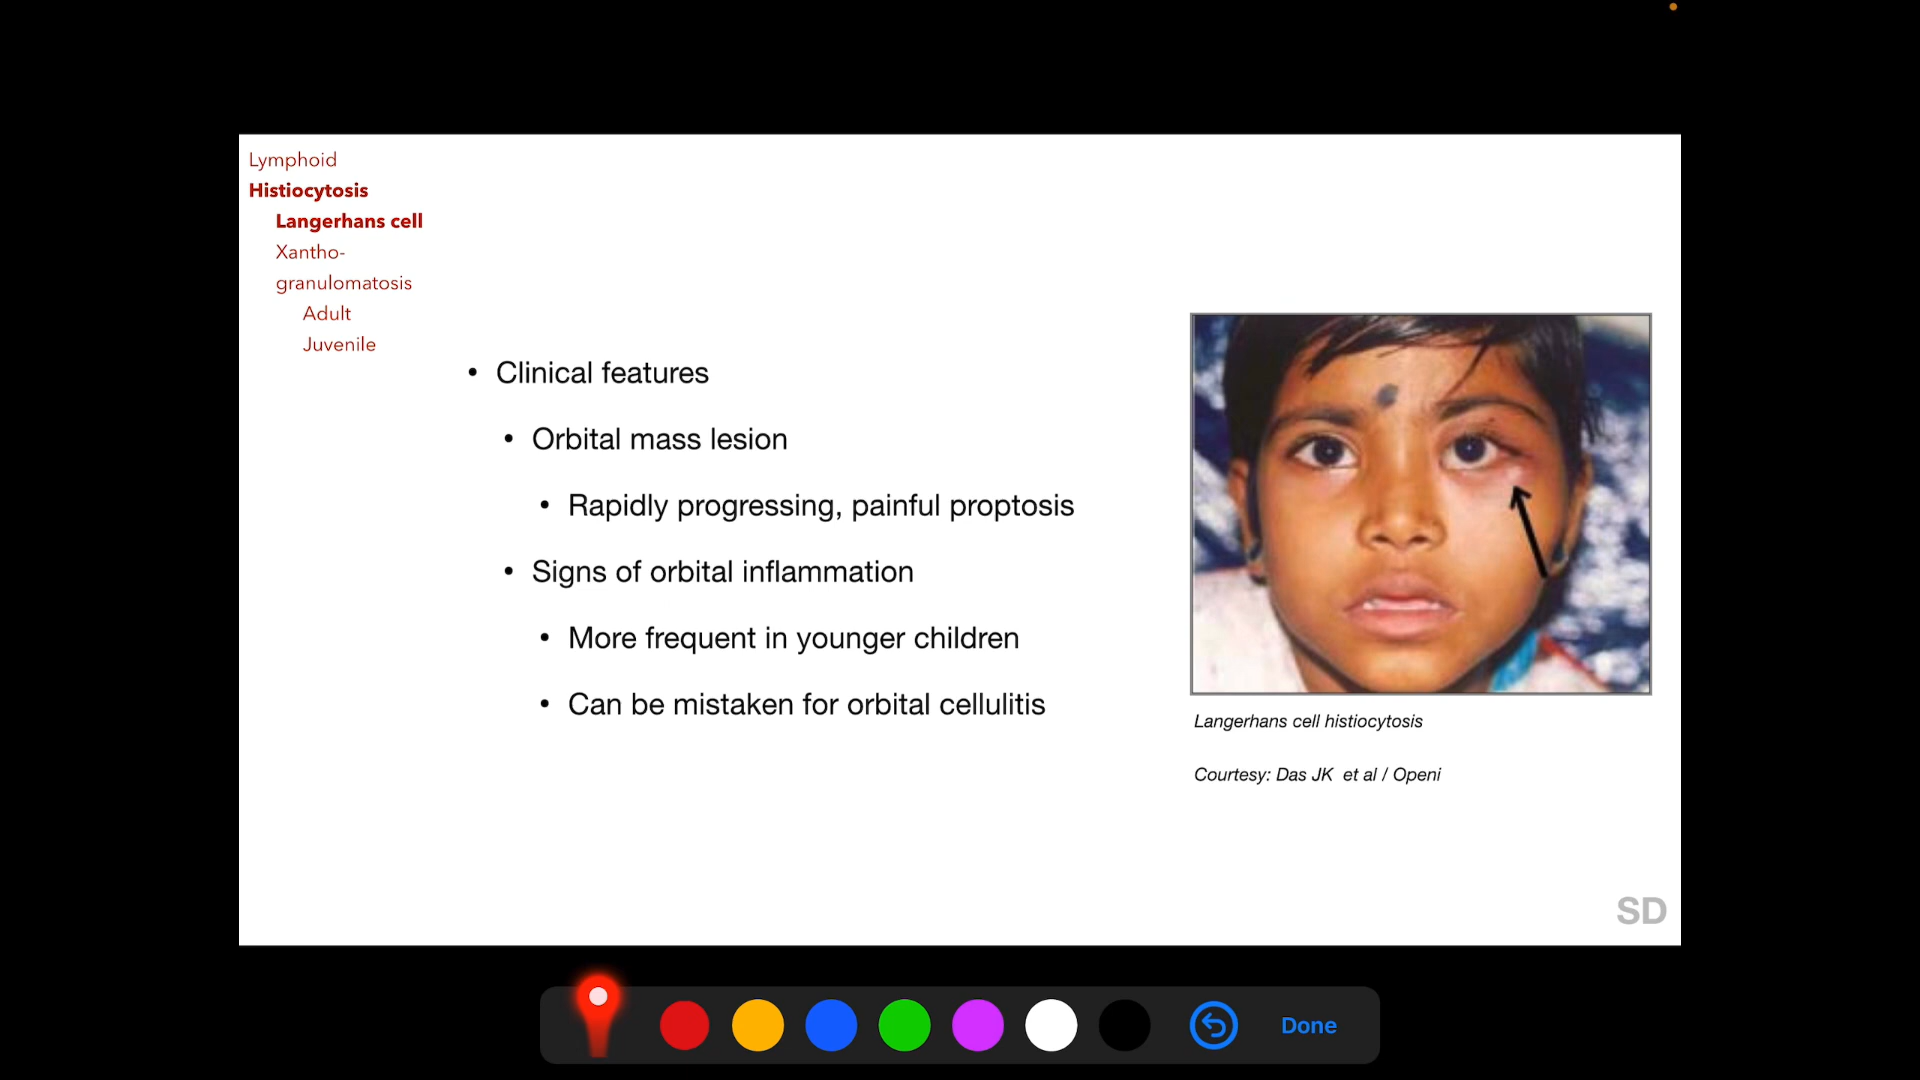 Lymphoid
Histiocytosis
Langerhans cell
Xantho-
granulomatosis
Adult
Juvenile
• Clinical features
• Orbital mass lesion
• Rapidly progressing, painful proptosis
• Signs of orbital inflammation
• More frequent in younger children
• Can be mistaken for orbital cellulitis
Langerhans cell histiocytosis
Courtesy: Das JK et al / Openi
SD
Done